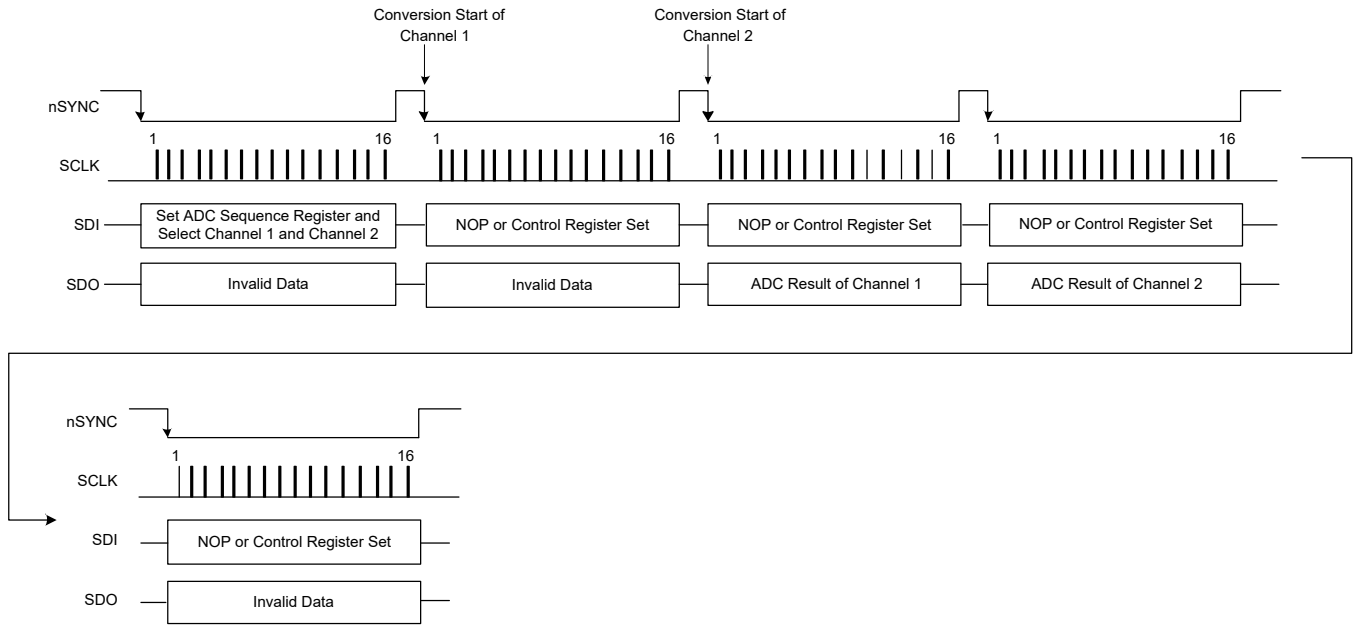 Conversion Start of
Channel 1
Conversion Start of
Channel 2
nSYNC
1
16
1
16
1
16
1
16
SCLK
SDI
Set ADC Sequence Register and
Select Channel 1 and Channel 2
NOP or Control Register Set
NOP or Control Register Set
NOP or Control Register Set
SDO
Invalid Data
Invalid Data
ADC Result of Channel 1
ADC Result of Channel 2
nSYNC
1
16
SCLK
SDI
NOP or Control Register Set
SDO
Invalid Data